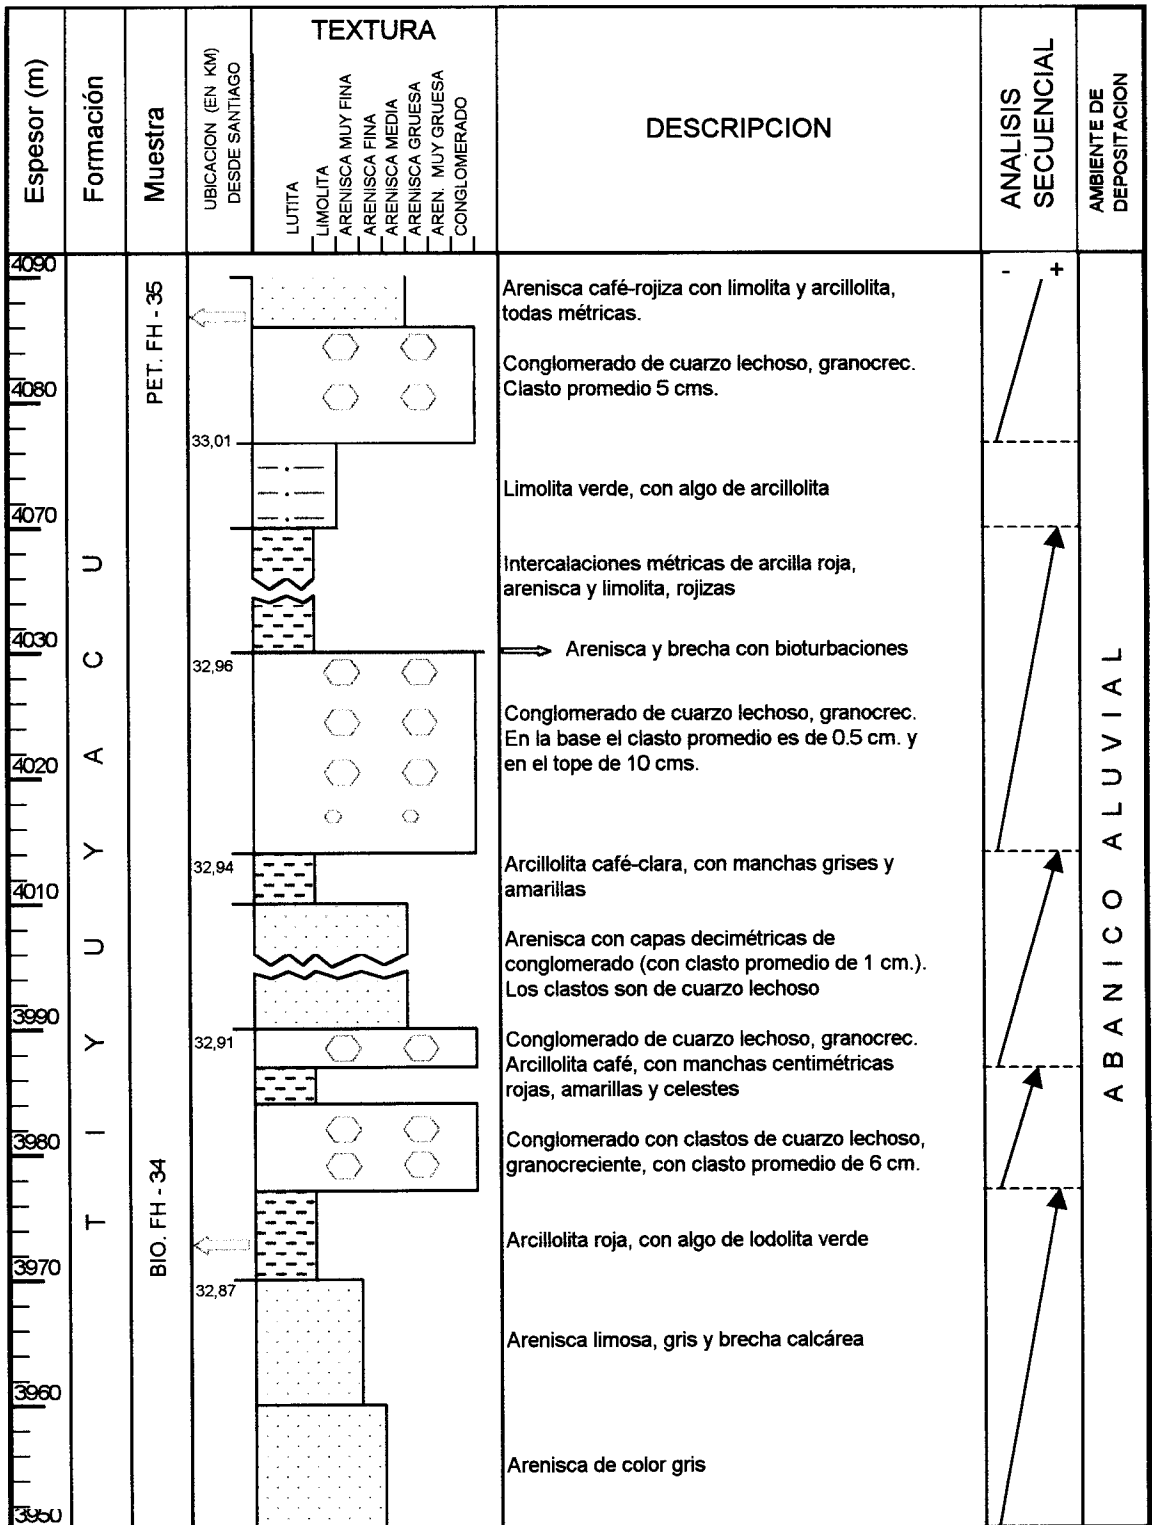 Espesor (m)
Formación
Muestra
UBICACION (EN KM)
DESDE SANTIAGO
TEXTURA
LUTITA
LIMOLITA
ARENISCA MUY FINA
ARENISCA FINA
ARENISCA MEDIA
ARENISCA GRUESA
AREN. MUY GRUESA
CONGLOMERADO
DESCRIPCION
ANALISIS
SECUENCIAL
AMBIENTE DE
DEPOSITACION
4090
4080
4070
4030
4020
4010
3990
3980
3970
3960
3950
TIYUYACU
PET. FH - 35
BIO. FH - 34
33,01
32,96
32,94
32,91
32,87
Arenisca café-rojiza con limolita y arcillolita,
todas métricas.
Conglomerado de cuarzo lechoso, granocrec.
Clasto promedio 5 cms.
Limolita verde, con algo de arcillolita
Intercalaciones métricas de arcilla roja,
arenisca y limolita, rojizas
Arenisca y brecha con bioturbaciones
Conglomerado de cuarzo lechoso, granocrec.
En la base el clasto promedio es de 0.5 cm. y
en el tope de 10 cms.
Arcillolita café-clara, con manchas grises y
amarillas
Arenisca con capas decimétricas de
conglomerado (con clasto promedio de 1 cm.).
Los clastos son de cuarzo lechoso
Conglomerado de cuarzo lechoso, granocrec.
Arcillolita café, con manchas centimétricas
rojas, amarillas y celestes
Conglomerado con clastos de cuarzo lechoso,
granocreciente, con clasto promedio de 6 cm.
Arcillolita roja, con algo de lodolita verde
Arenisca limosa, gris y brecha calcárea
Arenisca de color gris
- +
ABANICO ALUVIAL